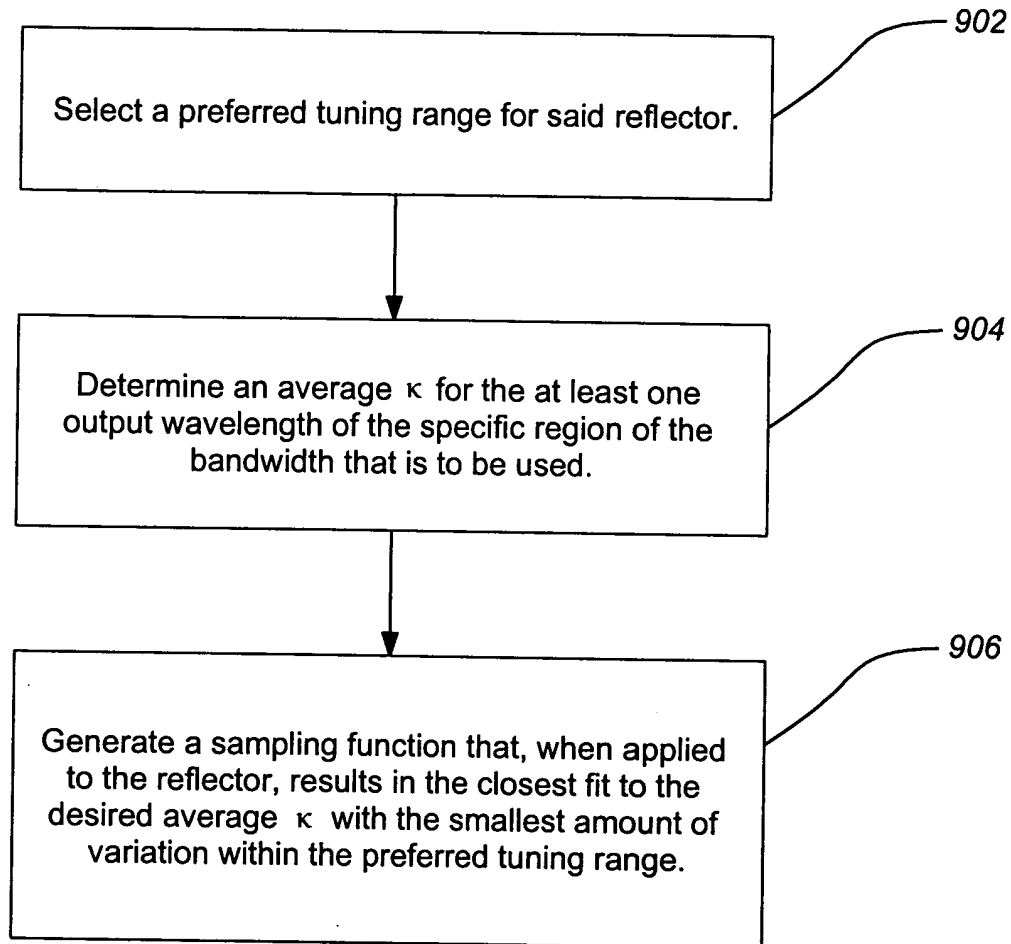 902
Select a preferred tuning range for said reflector.
904
Determine an average κ for the at least one
output wavelength of the specific region of the
bandwidth that is to be used.
906
Generate a sampling function that, when applied
to the reflector, results in the closest fit to the
desired average κ with the smallest amount of
variation within the preferred tuning range.